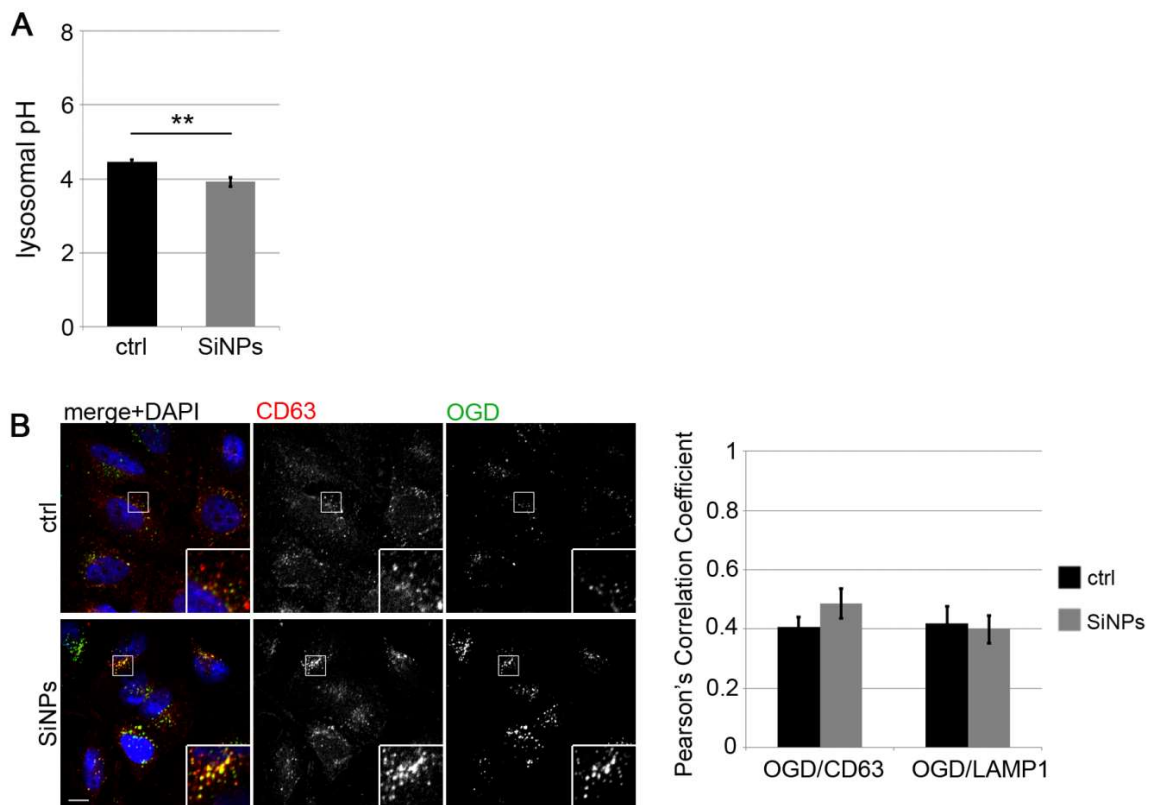 A
8
6
4
2
0
lysosomal pH
**
ctrl
SiNPs
B
merge+DAPI
CD63
OGD
ctrl
SiNPs
Pearson's Correlation Coefficient
1
0.8
0.6
0.4
0.2
0
OGD/CD63
OGD/LAMP1
ctrl
SiNPs